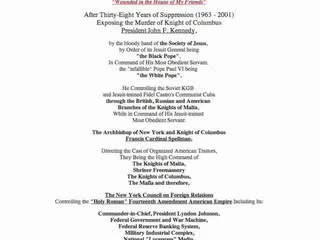 "Wounded in the House of My Friends"
After Thirty-Eight Years of Suppression (1963 - 2001)
Exposing the Murder of Knight of Columbus
President John F. Kennedy,
by the bloody hand of the Society of Jesus,
by Order of its Jesuit General being
"the Black Pope",
In Command of His Most Obedient Servant.
the "infallible" Pope Paul VI being
"the White Pope".
He Controlling the Soviet KGB
and Jesuit-trained Fidel Castro's Communist Cuba
through the British, Russian and American
Branches of the Knights of Malta,
While in Command of His Jesuit-trained
Most Obedient Servant:
The Archbishop of New York and Knight of Columbus
Francis Cardinal Spellman,
Directing the Cast of Organized American Traitors,
They Being the High Command of
The Knights of Malta,
Shriner Freemasonry
The Knights of Columbus,
The Mafia and therefore,
The New York Council on Foreign Relations
Controlling the "Holy Roman" Fourteenth Amendment American Empire Including its:
Commander-in-Chief, President Lyndon Johnson,
Federal Government and War Machine,
Federal Reserve Banking System,
Military Industrial Complex,
National